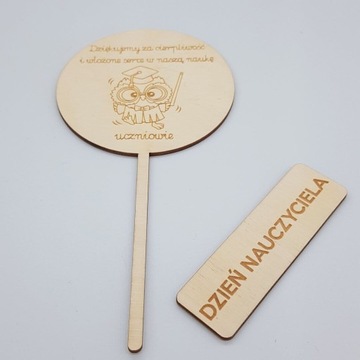 Dziękujemy za cierpliwość
i włożone serce w naszą naukę
uczniowie
DZIEŃ NAUCZYCIELA